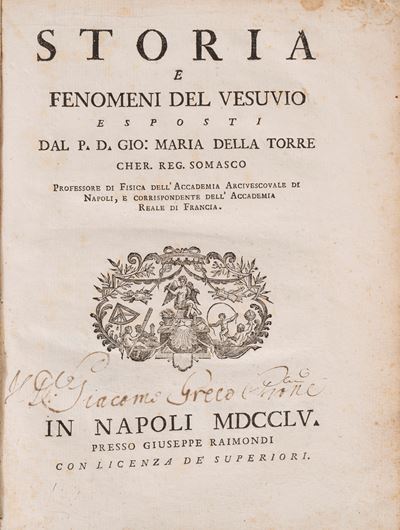 STORIA
E
FENOMENI DEL VESUVIO
ESPOSTI
DAL P. D. GIO: MARIA DELLA TORRE
CHER. REG. SOMASCO
PROFESSORE DI FISICA DELL'ACCADEMIA ARCIVESCOVALE DI
NAPOLI, E CORRISPONDENTE DELL'ACCADEMIA
REALE DI FRANCIA.
Giacomo Greco
IN NAPOLI MDCCLV.
PRESSO GIUSEPPE RAIMONDI
CON LICENZA DE' SUPERIORI.